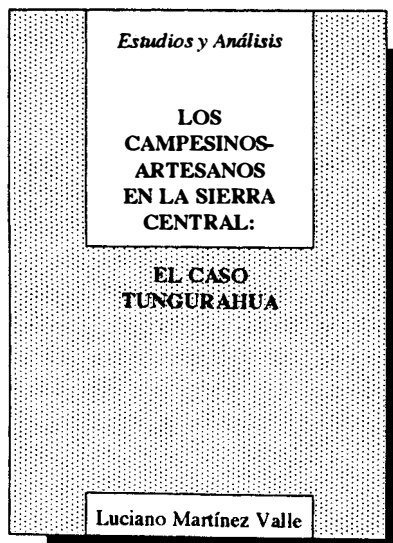 Estudios y Análisis
LOS
CAMPESINOS-
ARTESANOS
EN LA SIERRA
CENTRAL:
EL CASO
TUNGURAHUA
Luciano Martínez Valle